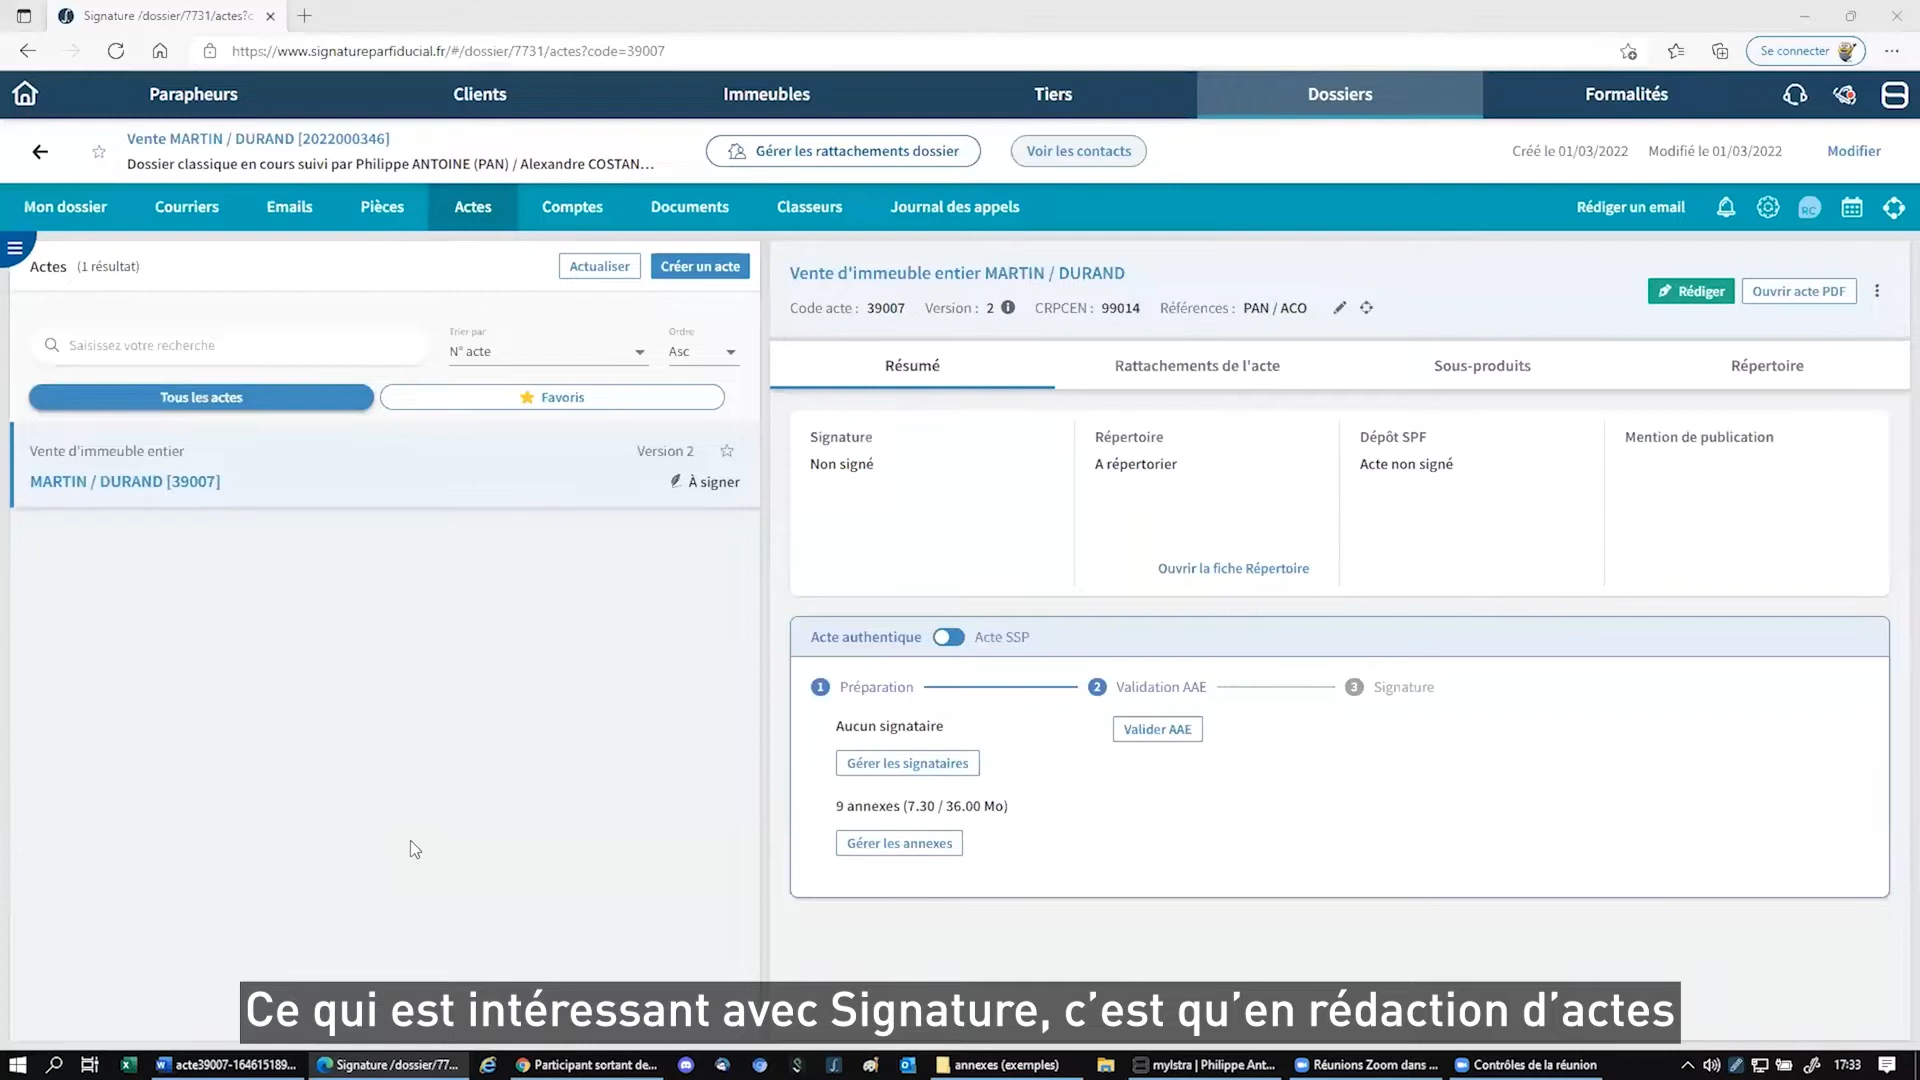 Signature /dossier/7731/actes?c
https://www.signatureparfiducial.fr/#/dossier/7731/actes?code=39007
Se connecter
Parapheurs
Clients
Immeubles
Tiers
Dossiers
Formalités
Vente MARTIN / DURAND [2022000346]
Dossier classique en cours suivi par Philippe ANTOINE (PAN) / Alexandre COSTAN...
Gérer les rattachements dossier
Voir les contacts
Créé le 01/03/2022
Modifié le 01/03/2022
Modifier
Mon dossier
Courriers
Emails
Pièces
Actes
Comptes
Documents
Classeurs
Journal des appels
Rédiger un email
RC
Actes (1 résultat)
Actualiser
Créer un acte
Saisissez votre recherche
Trier par
N° acte
Ordre
Asc
Tous les actes
Favoris
Vente d'immeuble entier
Version 2
MARTIN / DURAND [39007]
À signer
Vente d'immeuble entier MARTIN / DURAND
Code acte : 39007 Version : 2 CRPCEN : 99014 Références : PAN / ACO
Rédiger
Ouvrir acte PDF
Résumé
Rattachements de l'acte
Sous-produits
Répertoire
Signature
Non signé
Répertoire
A répertorier
Ouvrir la fiche Répertoire
Dépôt SPF
Acte non signé
Mention de publication
Acte authentique
Acte SSP
1 Préparation
2 Validation AAE
3 Signature
Aucun signataire
Valider AAE
Gérer les signataires
9 annexes (7.30 / 36.00 Mo)
Gérer les annexes
Ce qui est intéressant avec Signature, c'est qu'en rédaction d'actes
acte39007-164615189...
Signature /dossier/77...
Participant sortant de...
annexes (exemples)
mylstra | Philippe Ant...
Réunions Zoom dans ...
Contrôles de la réunion
17:33